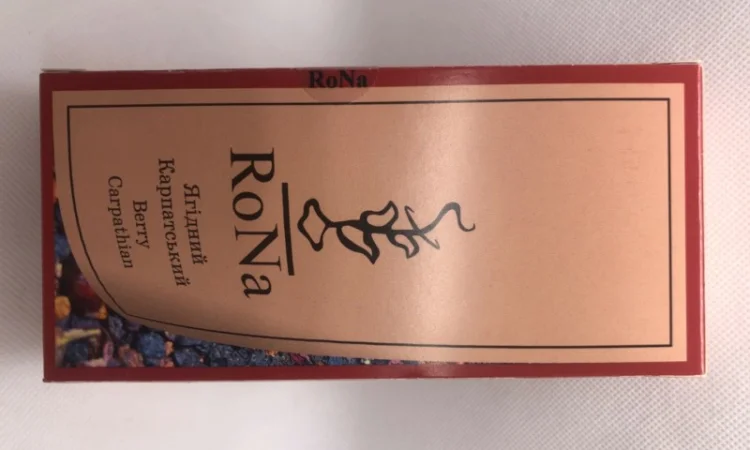 RoNa
RoNa
Ягідний
Карпатський
Berry
Carpathian